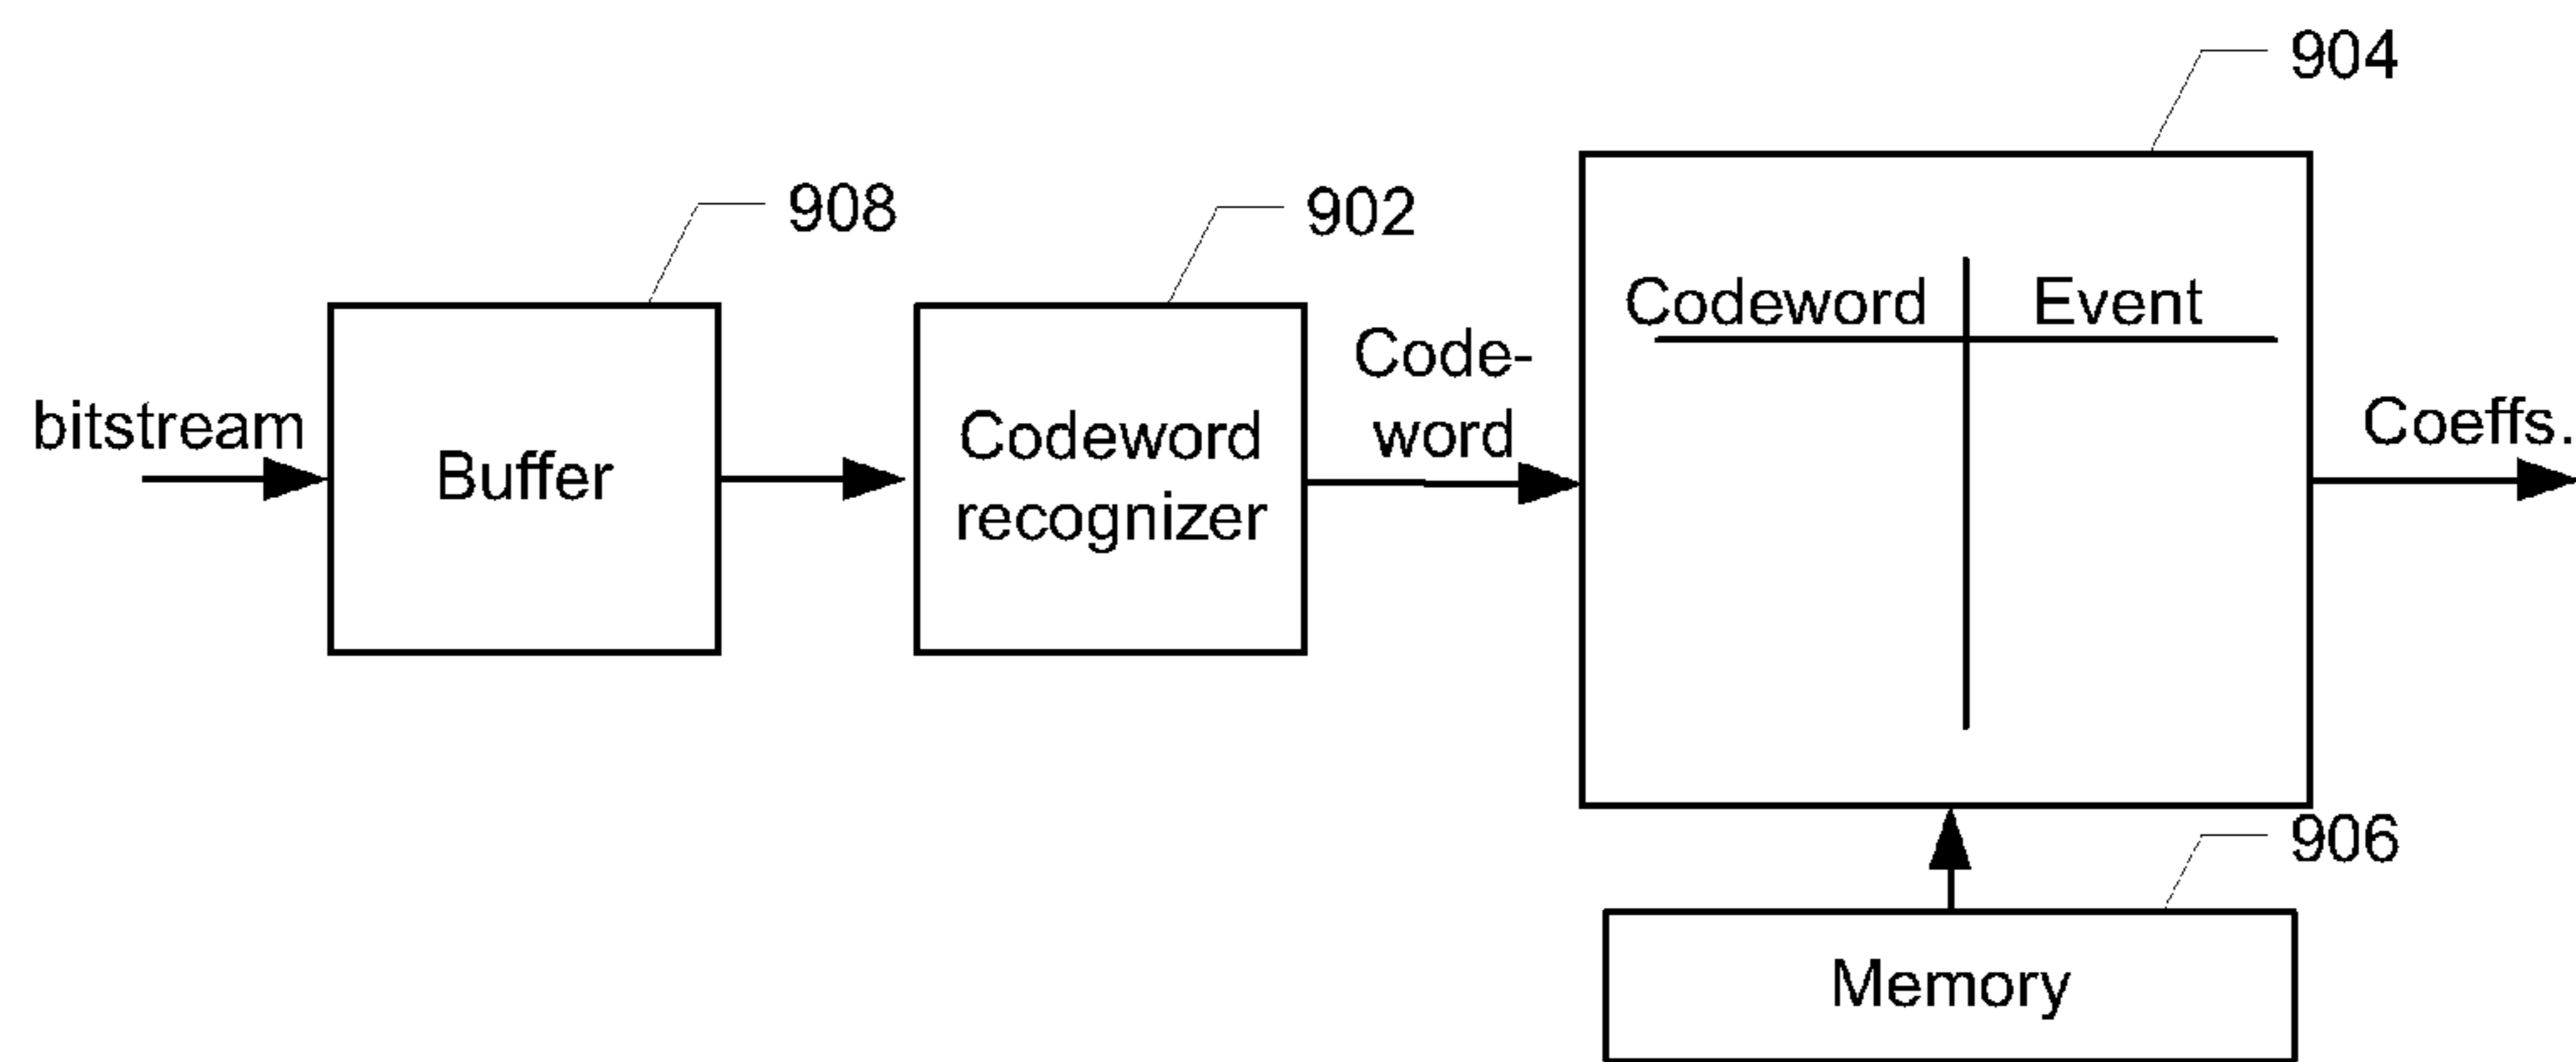 904
908
902
Codeword
Event
Code-
word
bitstream
Buffer
Codeword
recognizer
Coeffs.
906
Memory